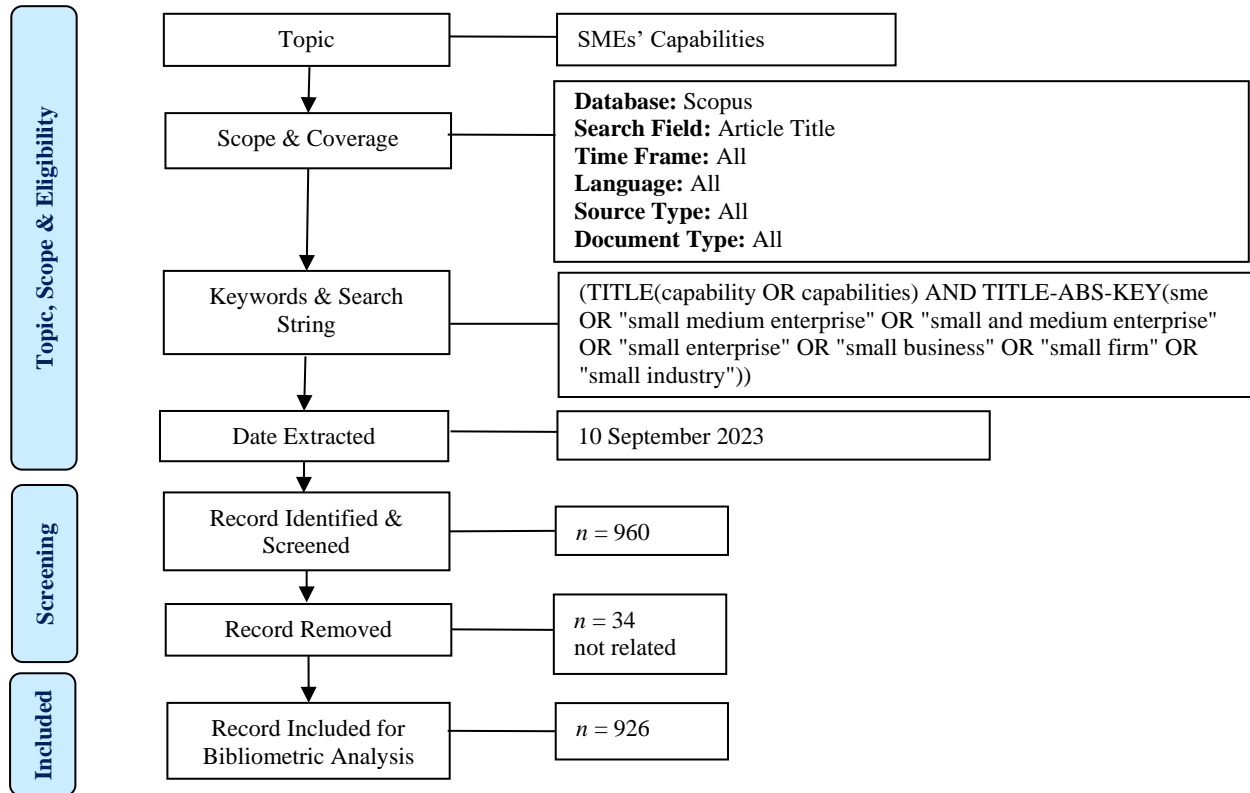 Topic, Scope & Eligibility
Topic
SMEs’ Capabilities
Scope & Coverage
Database: Scopus
Search Field: Article Title
Time Frame: All
Language: All
Source Type: All
Document Type: All
Keywords & Search
String
(TITLE(capability OR capabilities) AND TITLE-ABS-KEY(sme
OR "small medium enterprise" OR "small and medium enterprise"
OR "small enterprise" OR "small business" OR "small firm" OR
"small industry"))
Date Extracted
10 September 2023
Screening
Record Identified &
Screened
n = 960
Record Removed
n = 34
not related
Included
Record Included for
Bibliometric Analysis
n = 926